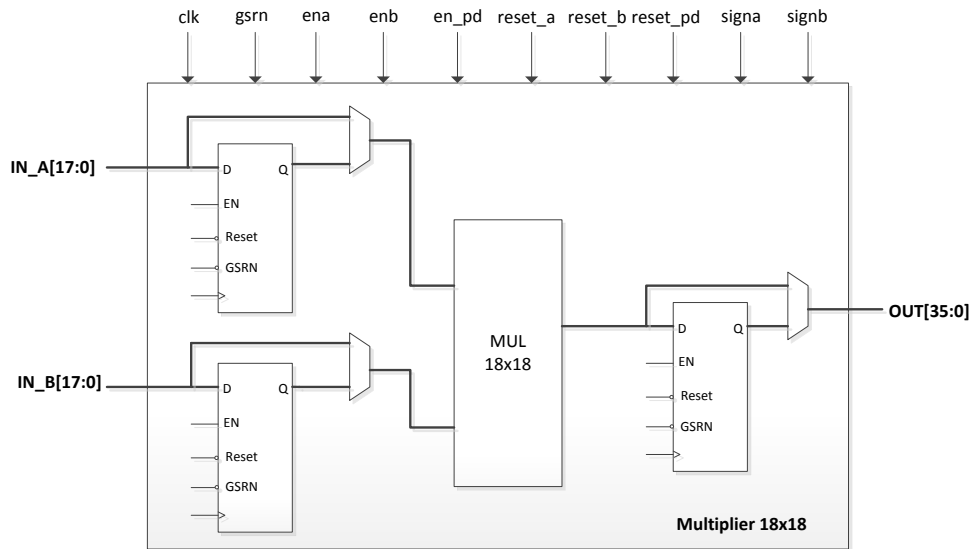 clk gsrn ena enb en_pd reset_a reset_b reset_pd signa signb
IN_A[17:0]
D Q
EN
Reset
GSRN
MUL
18x18
D Q
EN
Reset
GSRN
OUT[35:0]
IN_B[17:0]
D Q
EN
Reset
GSRN
Multiplier 18x18